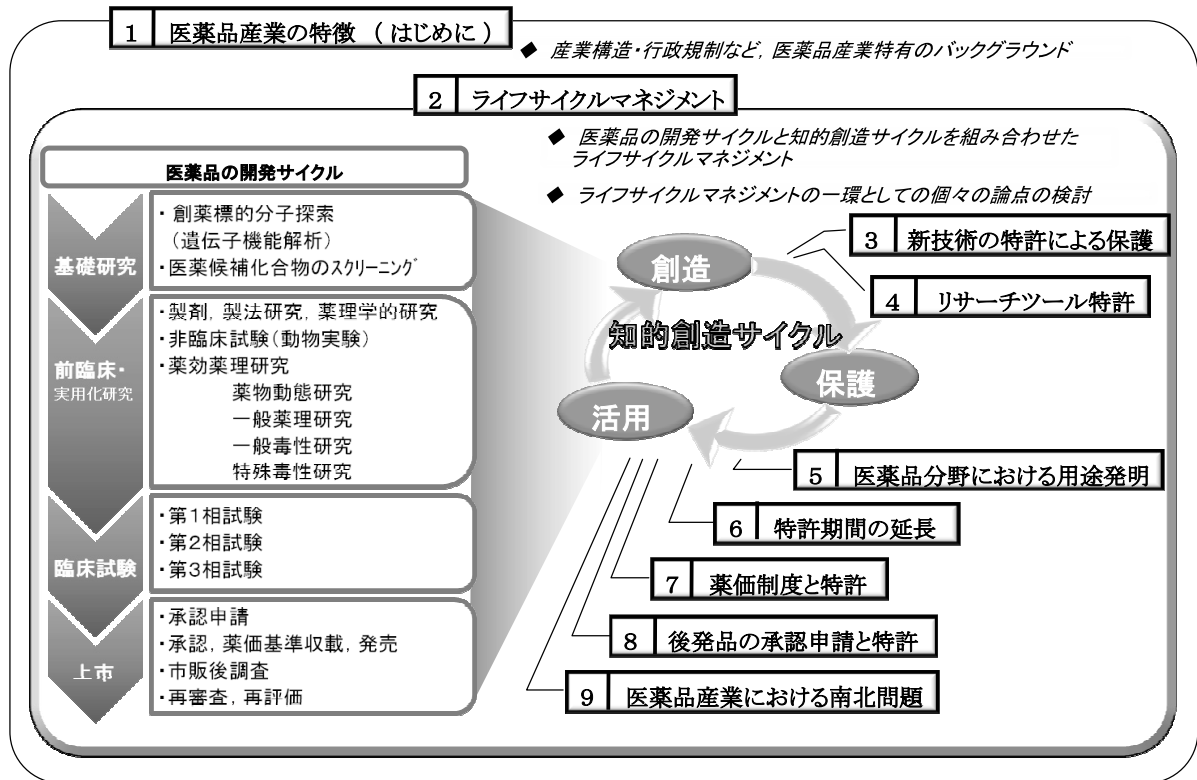 1 医薬品産業の特徴 (はじめに)
◆ 産業構造・行政規制など, 医薬品産業特有のバックグラウンド
2 ライフサイクルマネジメント
◆ 医薬品の開発サイクルと知的創造サイクルを組み合わせた
ライフサイクルマネジメント
◆ ライフサイクルマネジメントの一環としての個々の論点の検討
医薬品の開発サイクル
基礎研究
・創薬標的分子探索
(遺伝子機能解析)
・医薬候補化合物のスクリーニング
前臨床・
実用化研究
・製剤, 製法研究, 薬理学的研究
・非臨床試験(動物実験)
・薬効薬理研究
薬物動態研究
一般薬理研究
一般毒性研究
特殊毒性研究
臨床試験
・第1相試験
・第2相試験
・第3相試験
上市
・承認申請
・承認, 薬価基準収載, 発売
・市販後調査
・再審査, 再評価
創造
知的創造サイクル
保護
活用
3 新技術の特許による保護
4 リサーチツール特許
5 医薬品分野における用途発明
6 特許期間の延長
7 薬価制度と特許
8 後発品の承認申請と特許
9 医薬品産業における南北問題